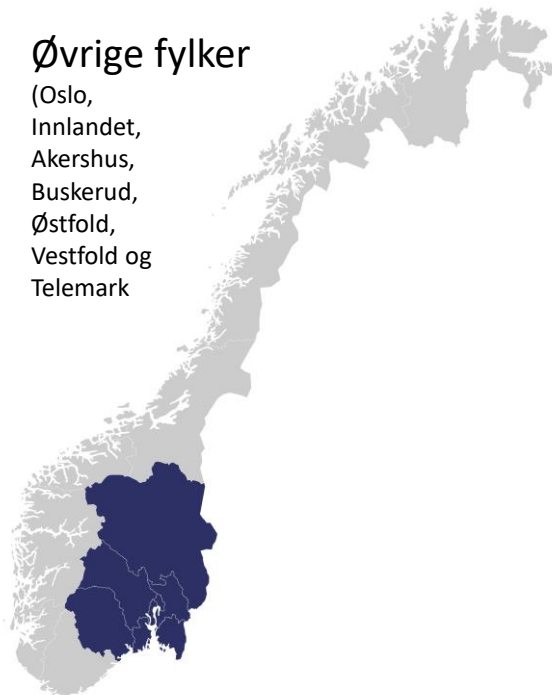 Øvrige fylker
(Oslo,
Innlandet,
Akershus,
Buskerud,
Østfold,
Vestfold og
Telemark